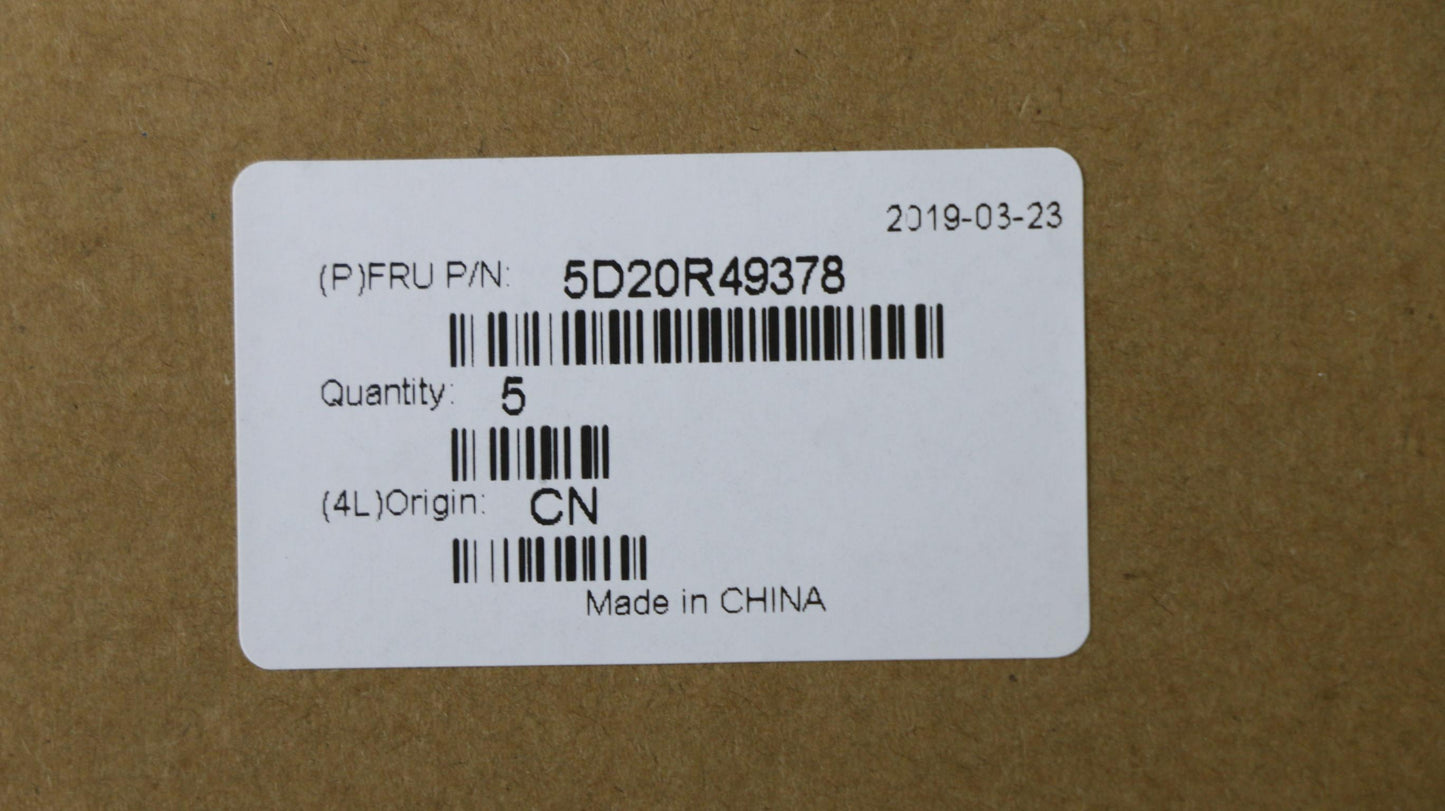 2019-03-23
(P)FRU P/N: 5D20R49378
Quantity: 5
(4L)Origin: CN
Made in CHINA